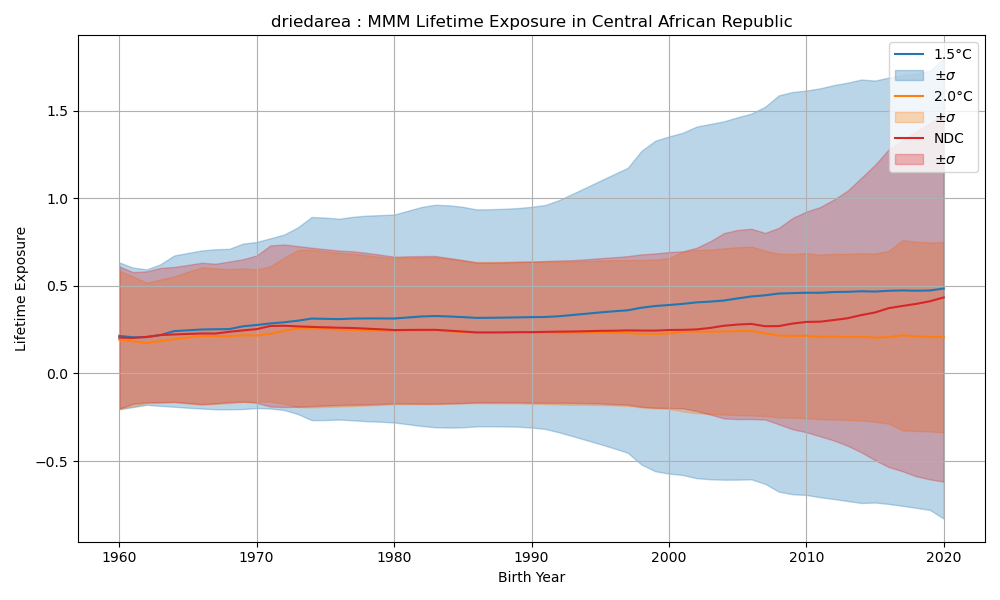 driedarea : MMM Lifetime Exposure in Central African Republic
Lifetime Exposure
1.5
1.0
0.5
0.0
−0.5
1960 1970 1980 1990 2000 2010 2020
Birth Year
1.5°C
±σ
2.0°C
±σ
NDC
±σ